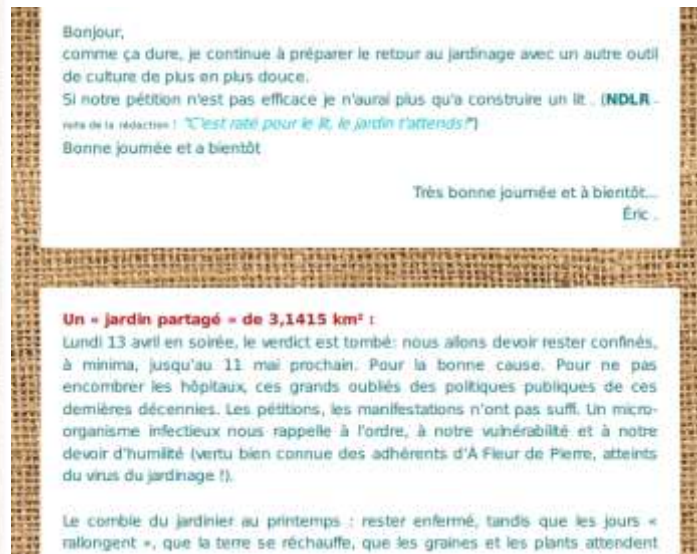 Bonjour,
comme ça dure, je continue à préparer le retour au jardinage avec un autre outil
de culture de plus en plus douce.
Si notre pétition n'est pas efficace je n'aurai plus qu'a construire un lit . (NDLR -
note de la rédaction : "C'est raté pour le lit, le jardin t'attends !")
Bonne journée et a bientôt
Très bonne journée et à bientôt...
Éric .
Un « jardin partagé » de 3,1415 km² :
Lundi 13 avril en soirée, le verdict est tombé: nous allons devoir rester confinés,
à minima, jusqu'au 11 mai prochain. Pour la bonne cause. Pour ne pas
encombrer les hôpitaux, ces grands oubliés des politiques publiques de ces
dernières décennies. Les pétitions, les manifestations n'ont pas suffi. Un micro-
organisme infectieux nous rappelle à l'ordre, à notre vulnérabilité et à notre
devoir d'humilité (vertu bien connue des adhérents d'À Fleur de Pierre, atteints
du virus du jardinage !).
Le comble du jardinier au printemps : rester enfermé, tandis que les jours «
rallongent », que la terre se réchauffe, que les graines et les plants attendent